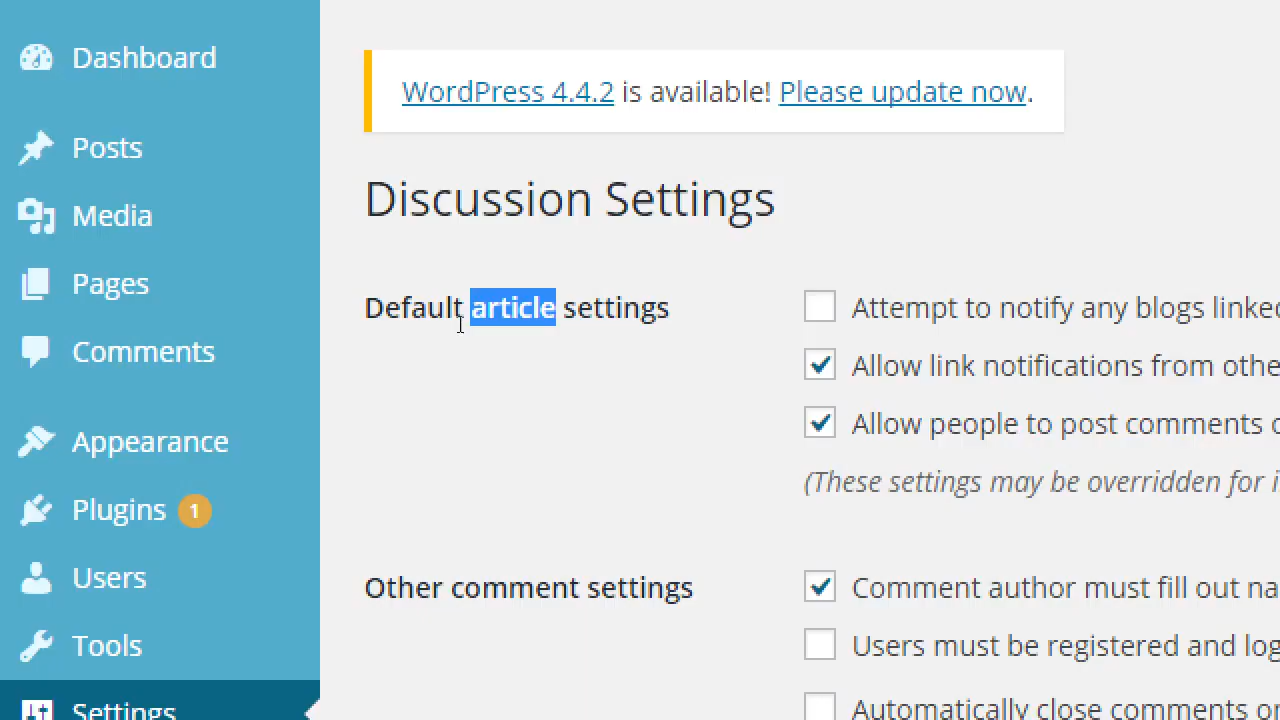 Dashboard
Posts
Media
Pages
Comments
Appearance
Plugins 1
Users
Tools
Settings
WordPress 4.4.2 is available! Please update now.
Discussion Settings
Default article settings
Attempt to notify any blogs linked
Allow link notifications from othe
Allow people to post comments o
(These settings may be overridden for i
Other comment settings
Comment author must fill out na
Users must be registered and log
Automatically close comments on